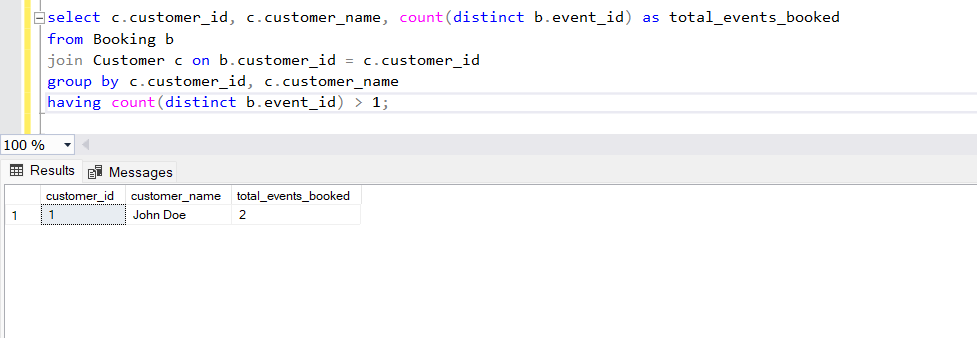 select c.customer_id, c.customer_name, count(distinct b.event_id) as total_events_booked
from Booking b
join Customer c on b.customer_id = c.customer_id
group by c.customer_id, c.customer_name
having count(distinct b.event_id) > 1;
100 %
Results Messages
customer_id customer_name total_events_booked
1 1 John Doe 2